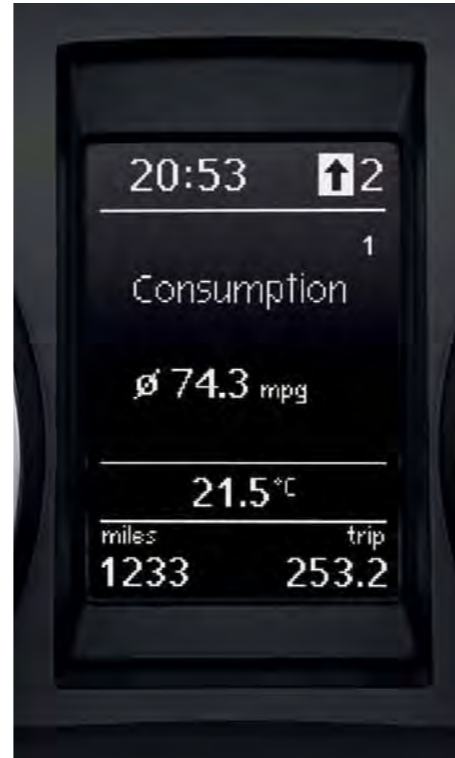 20:53 ↑2
1
Consumption
ø 74.3 mpg
21.5°C
miles trip
1233 253.2